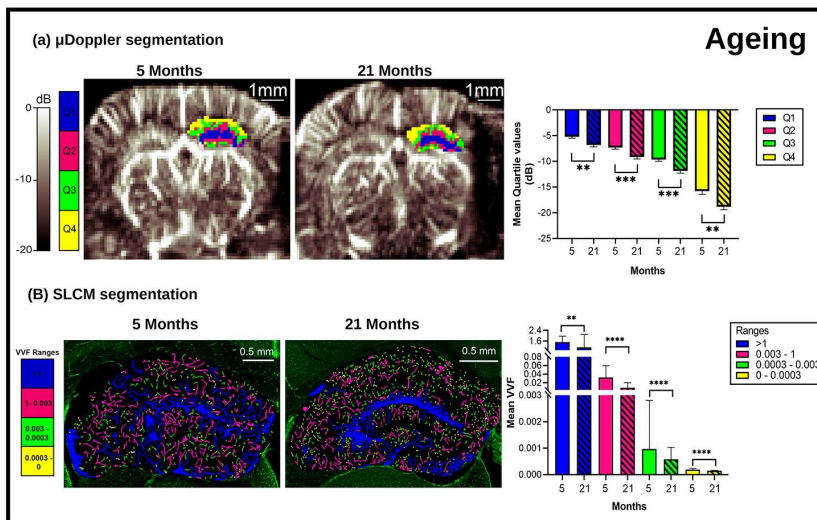 Ageing
(a) µDoppler segmentation
5 Months
21 Months
dB
0
-20
Q1
Q2
Q3
Q4
1mm
1mm
Mean Quartile values
(dB)
0
-5
-10
-15
-20
-25
**
***
***
**
5 21 5 21 5 21 5 21
Months
Q1
Q2
Q3
Q4
(B) SLCM segmentation
5 Months
21 Months
VVF Ranges
1- 0.003
0.003 -
0.0003
0.0003 -
0
0.5 mm
0.5 mm
Mean VVF
2.4
1.6
0.08
0.06
0.04
0.02
0.003
0.002
0.001
0.000
**
****
****
****
5 21 5 21 5 21 5 21
Months
Ranges
>1
0.003 - 1
0.0003 - 0.003
0 - 0.0003